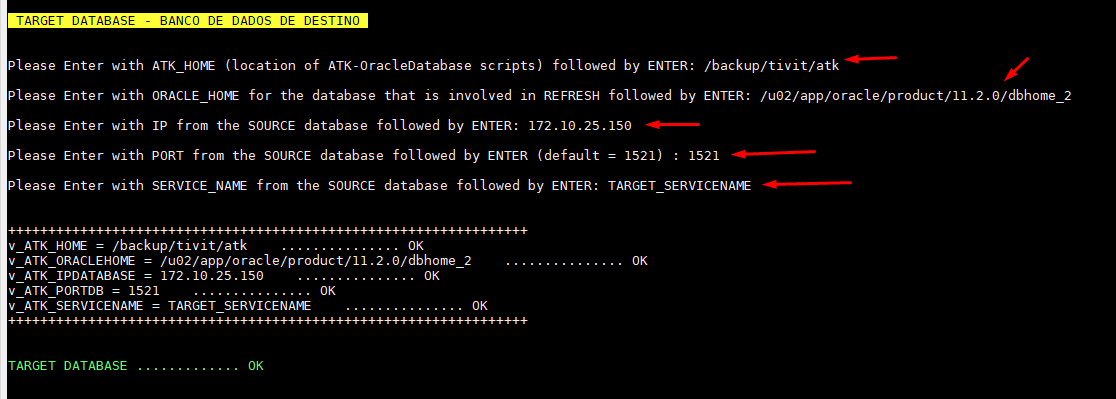 TARGET DATABASE - BANCO DE DADOS DE DESTINO
Please Enter with ATK_HOME (location of ATK-OracleDatabase scripts) followed by ENTER: /backup/tivit/atk
Please Enter with ORACLE_HOME for the database that is involved in REFRESH followed by ENTER: /u02/app/oracle/product/11.2.0/dbhome_2
Please Enter with IP from the SOURCE database followed by ENTER: 172.10.25.150
Please Enter with PORT from the SOURCE database followed by ENTER (default = 1521) : 1521
Please Enter with SERVICE_NAME from the SOURCE database followed by ENTER: TARGET_SERVICENAME
+++++++++++++++++++++++++++++++++++++++++++++++++++++++++++++++++
v_ATK_HOME = /backup/tivit/atk    ............... OK
v_ATK_ORACLEHOME = /u02/app/oracle/product/11.2.0/dbhome_2    ............... OK
v_ATK_IPDATABASE = 172.10.25.150    ............... OK
v_ATK_PORTDB = 1521    ............... OK
v_ATK_SERVICENAME = TARGET_SERVICENAME    ............... OK
+++++++++++++++++++++++++++++++++++++++++++++++++++++++++++++++++
TARGET DATABASE ............. OK